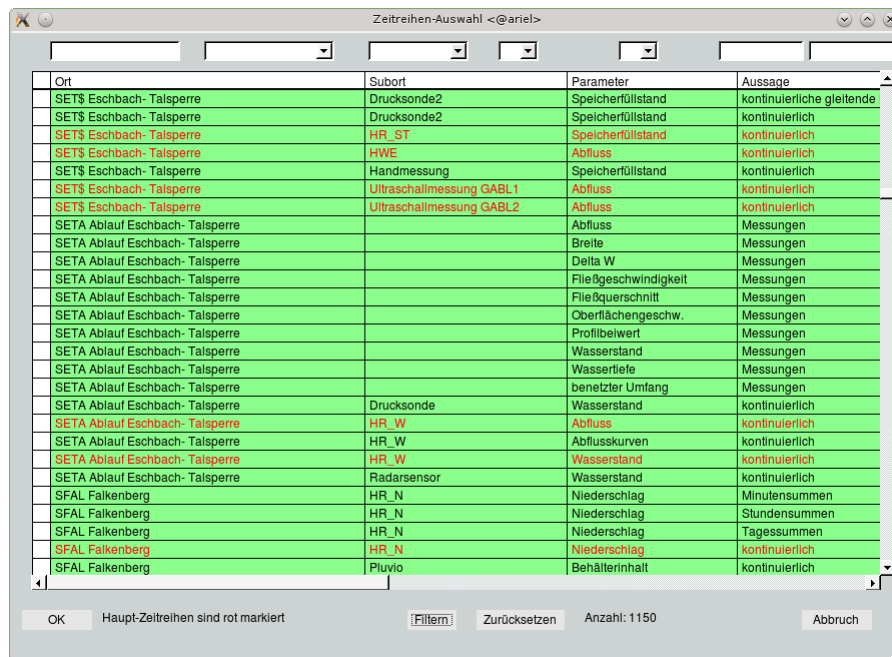 Zeitreihen-Auswahl <@ariel>
Ort Subort Parameter Aussage
SET$ Eschbach- Talsperre Drucksonde2 Speicherfüllstand kontinuierliche gleitende
SET$ Eschbach- Talsperre Drucksonde2 Speicherfüllstand kontinuierlich
SET$ Eschbach- Talsperre HR_ST Speicherfüllstand kontinuierlich
SET$ Eschbach- Talsperre HWE Abfluss kontinuierlich
SET$ Eschbach- Talsperre Handmessung Speicherfüllstand kontinuierlich
SET$ Eschbach- Talsperre Ultraschallmessung GABL1 Abfluss kontinuierlich
SET$ Eschbach- Talsperre Ultraschallmessung GABL2 Abfluss kontinuierlich
SETA Ablauf Eschbach- Talsperre Abfluss Messungen
SETA Ablauf Eschbach- Talsperre Breite Messungen
SETA Ablauf Eschbach- Talsperre Delta W Messungen
SETA Ablauf Eschbach- Talsperre Fließgeschwindigkeit Messungen
SETA Ablauf Eschbach- Talsperre Fließquerschnitt Messungen
SETA Ablauf Eschbach- Talsperre Oberflächengeschw. Messungen
SETA Ablauf Eschbach- Talsperre Profilbeiwert Messungen
SETA Ablauf Eschbach- Talsperre Wasserstand Messungen
SETA Ablauf Eschbach- Talsperre Wassertiefe Messungen
SETA Ablauf Eschbach- Talsperre benetzter Umfang Messungen
SETA Ablauf Eschbach- Talsperre Drucksonde Wasserstand kontinuierlich
SETA Ablauf Eschbach- Talsperre HR_W Abfluss kontinuierlich
SETA Ablauf Eschbach- Talsperre HR_W Abflusskurven kontinuierlich
SETA Ablauf Eschbach- Talsperre HR_W Wasserstand kontinuierlich
SETA Ablauf Eschbach- Talsperre Radarsensor Wasserstand kontinuierlich
SFAL Falkenberg HR_N Niederschlag Minutensummen
SFAL Falkenberg HR_N Niederschlag Stundensummen
SFAL Falkenberg HR_N Niederschlag Tagessummen
SFAL Falkenberg HR_N Niederschlag kontinuierlich
SFAL Falkenberg Pluvio Behälterinhalt kontinuierlich
OK Haupt-Zeitreihen sind rot markiert Filtern Zurücksetzen Anzahl: 1150 Abbruch